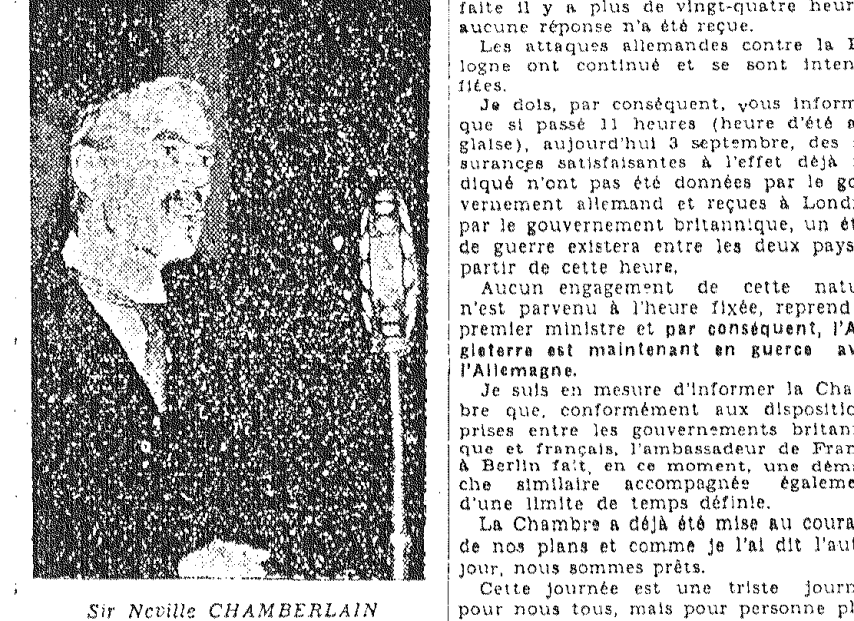 Sir Neville CHAMBERLAIN
faite il y a plus de vingt-quatre heur
aucune réponse n'a été reçue.
Les attaques allemandes contre la
logne ont continué et se sont inten
fiées.
Je dois, par conséquent, vous inform
que si passé 11 heures (heure d'été a
glaise), aujourd'hui 3 septembre, des
surances satisfaisantes à l'effet déjà
diqué n'ont pas été données par le go
vernement allemand et reçues à Lond
par le gouvernement britannique, un ét
de guerre existera entre les deux pays
partir de cette heure.
Aucun engagement de cette natu
n'est parvenu à l'heure fixée, reprend
premier ministre et par conséquent, l'A
gleterre est maintenant en guerre av
l'Allemagne.
Je suis en mesure d'informer la Cha
bre que, conformément aux dispositio
prises entre les gouvernements britan
que et français, l'ambassadeur de Fran
à Berlin fait, en ce moment, une dém
che similaire accompagnée égaleme
d'une limite de temps définie.
La Chambre a déjà été mise au coura
de nos plans et comme je l'ai dit l'aut
jour, nous sommes prêts.
Cette journée est une triste journ
pour nous tous, mais pour personne pl